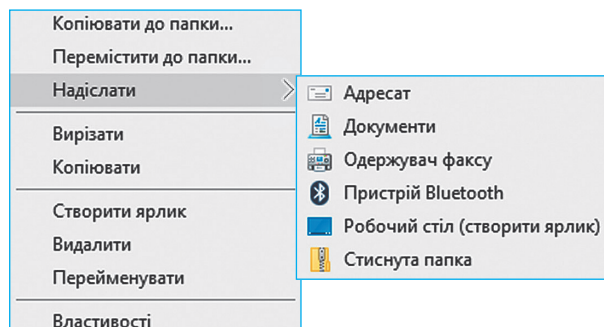 Копіювати до папки...
Перемістити до папки...
Надіслати
Вирізати
Копіювати
Створити ярлик
Видалити
Перейменувати
Властивості
Адресат
Документи
Одержувач факсу
Пристрій Bluetooth
Робочий стіл (створити ярлик)
Стиснута папка